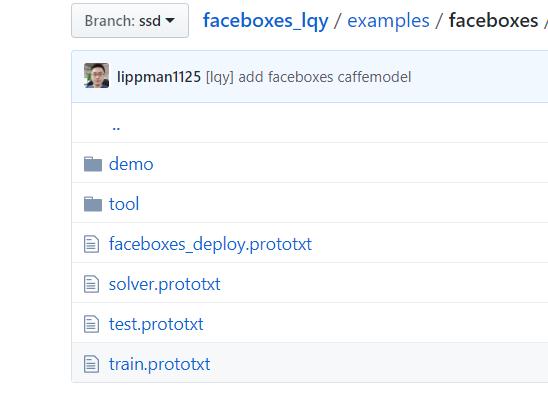 Branch: ssd faceboxes_lqy / examples / faceboxes /
lippman1125 [lqy] add faceboxes caffemodel
..
demo
tool
faceboxes_deploy.prototxt
solver.prototxt
test.prototxt
train.prototxt